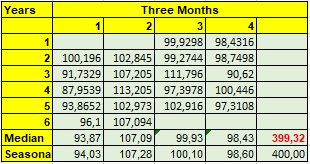 Years Three Months
1 2 3 4
1 99,9298 98,4316
2 100,196 102,845 99,2744 98,7498
3 91,7329 107,205 111,796 90,62
4 87,9539 113,205 97,3978 100,446
5 93,8652 102,973 102,916 97,3108
6 96,1 107,094
Median 93,87 107,09 99,93 98,43 399,32
Seasona 94,03 107,28 100,10 98,60 400,00